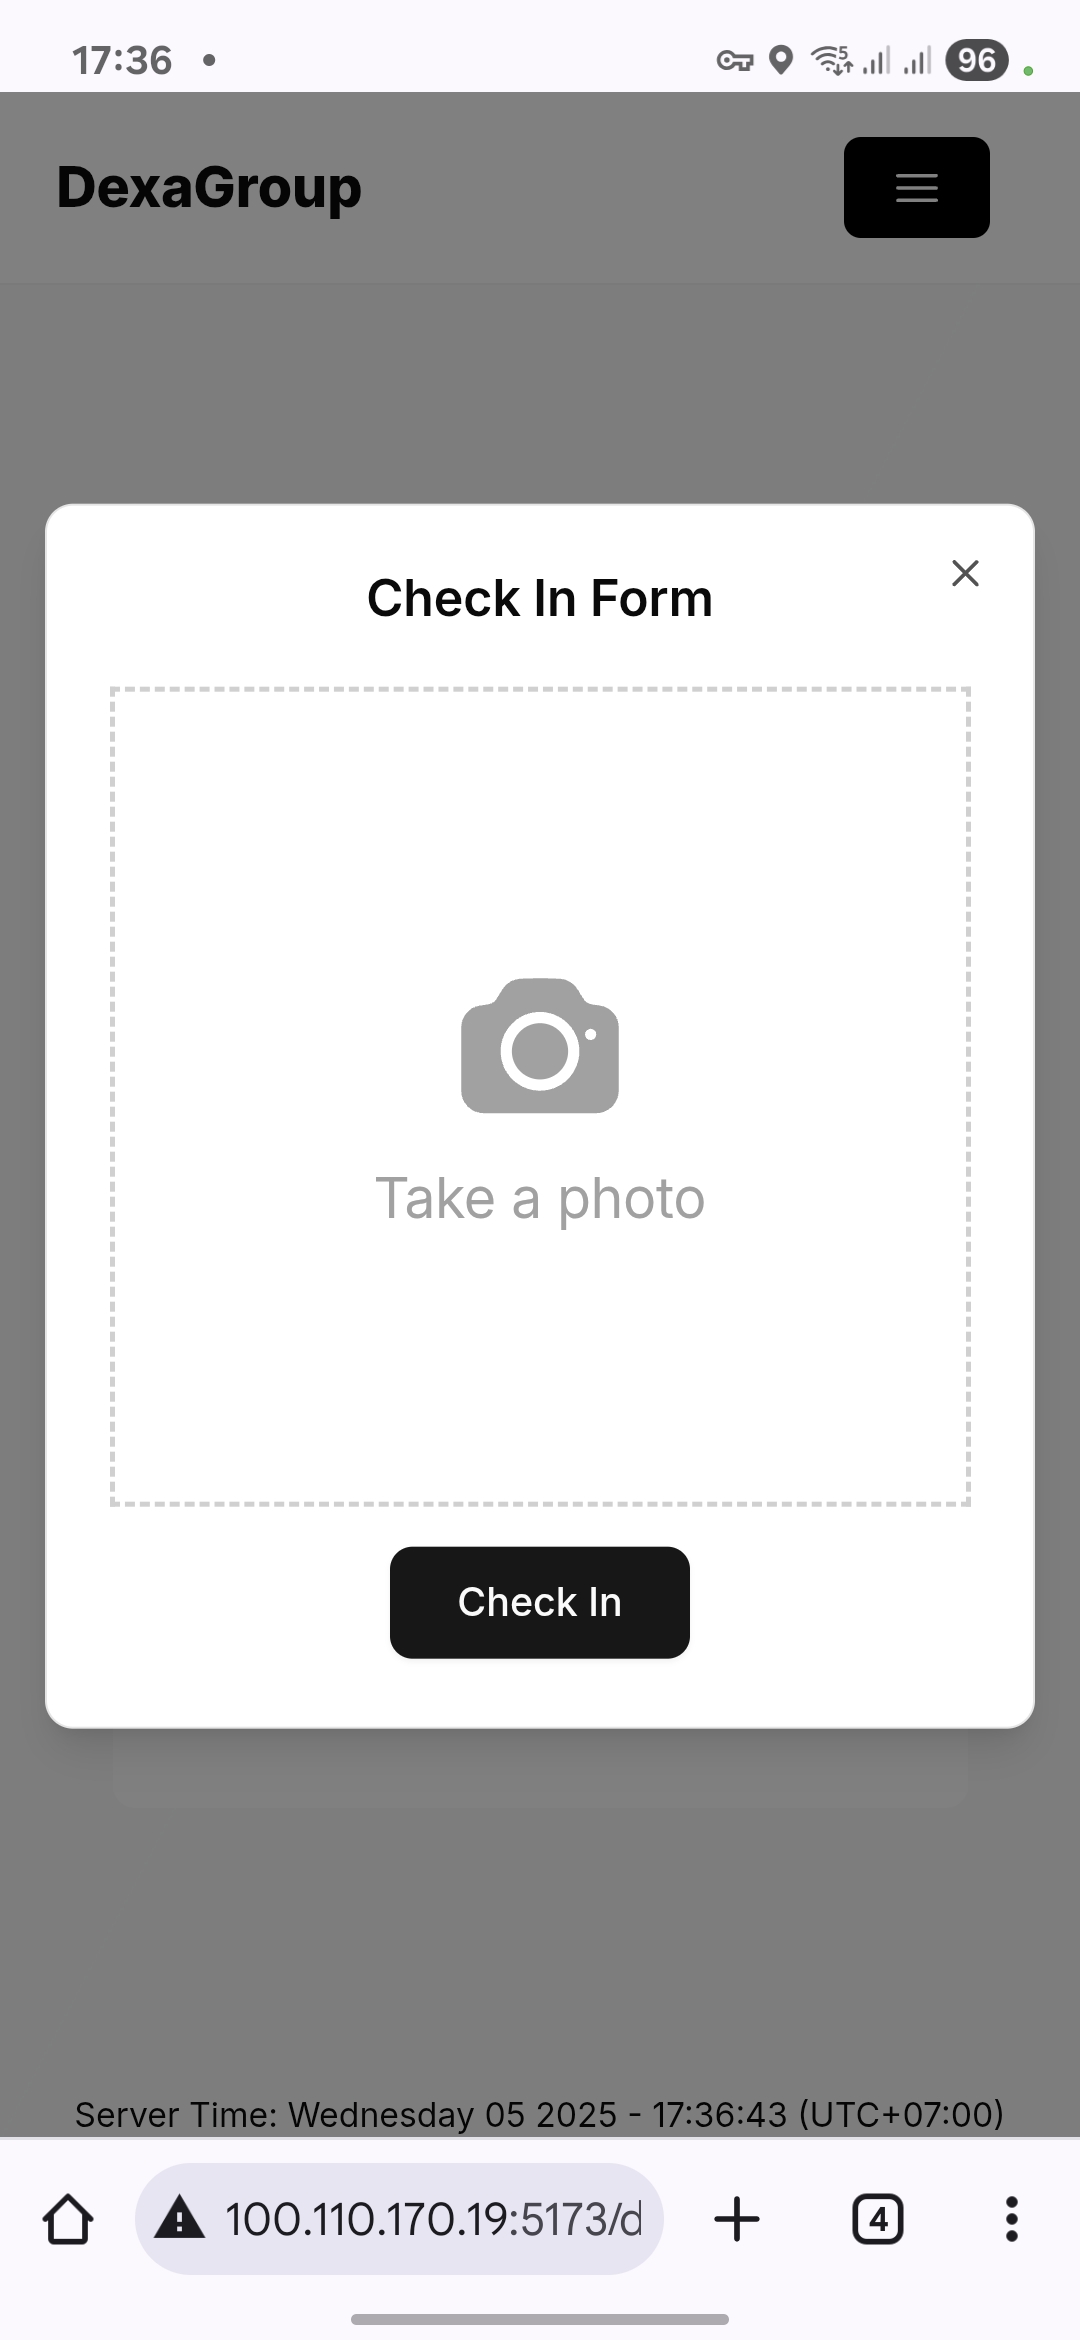 17:36
5
96
DexaGroup
Check In Form
Take a photo
Check In
Server Time: Wednesday 05 2025 - 17:36:43 (UTC+07:00)
100.110.170.19:5173/d
4